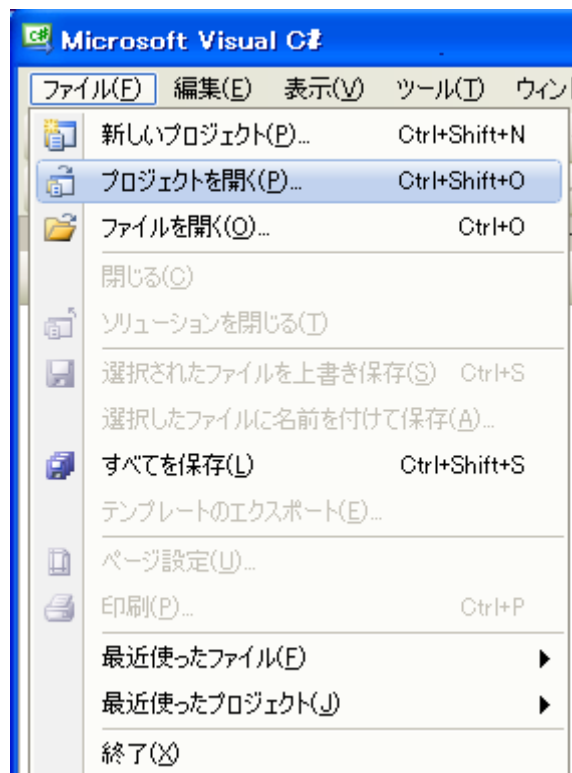 Microsoft Visual C#
ファイル(F) 編集(E) 表示(V) ツール(T) ウィン
新しいプロジェクト(P)... Ctrl+Shift+N
プロジェクトを開く(P)... Ctrl+Shift+O
ファイルを開く(O)... Ctrl+O
閉じる(C)
ソリューションを閉じる(T)
選択されたファイルを上書き保存(S) Ctrl+S
選択したファイルに名前を付けて保存(A)...
すべてを保存(L) Ctrl+Shift+S
テンプレートのエクスポート(E)...
ページ設定(U)...
印刷(P)... Ctrl+P
最近使ったファイル(F)
最近使ったプロジェクト(J)
終了(X)